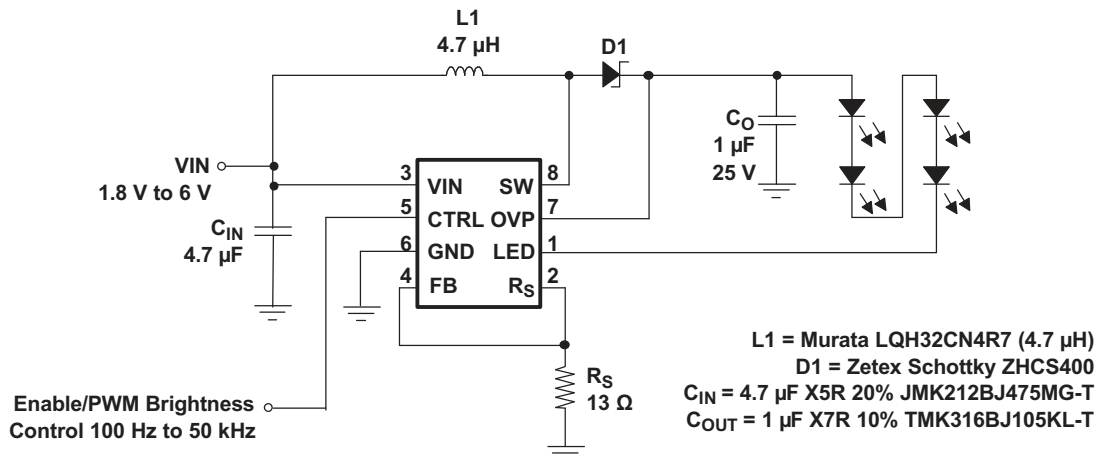 L1
4.7 µH
D1
C_O
1 µF
25 V
VIN
1.8 V to 6 V
C_IN
4.7 µF
3 VIN SW 8
5 CTRL OVP 7
6 GND LED 1
4 FB R_S 2
R_S
13 Ω
L1 = Murata LQH32CN4R7 (4.7 µH)
D1 = Zetex Schottky ZHCS400
C_IN = 4.7 µF X5R 20% JMK212BJ475MG-T
C_OUT = 1 µF X7R 10% TMK316BJ105KL-T
Enable/PWM Brightness
Control 100 Hz to 50 kHz